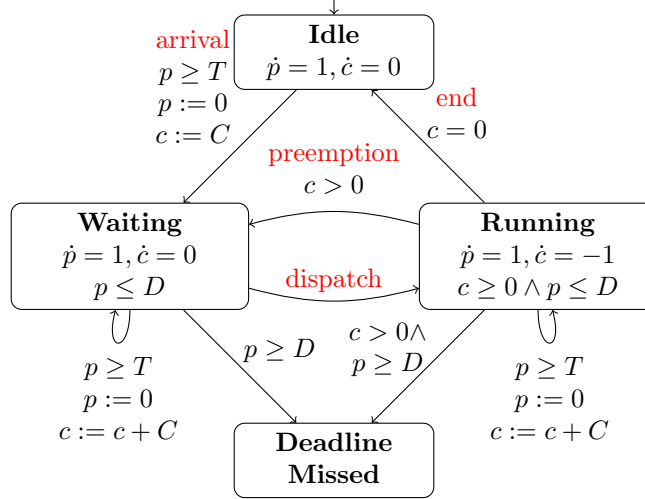 Idle
ṗ = 1, ċ = 0
arrival
p ≥ T
p := 0
c := C
end
c = 0
preemption
c > 0
Waiting
ṗ = 1, ċ = 0
p ≤ D
Running
ṗ = 1, ċ = −1
c ≥ 0 ∧ p ≤ D
dispatch
p ≥ T
p := 0
c := c + C
p ≥ D
c > 0∧
p ≥ D
p ≥ T
p := 0
c := c + C
Deadline
Missed